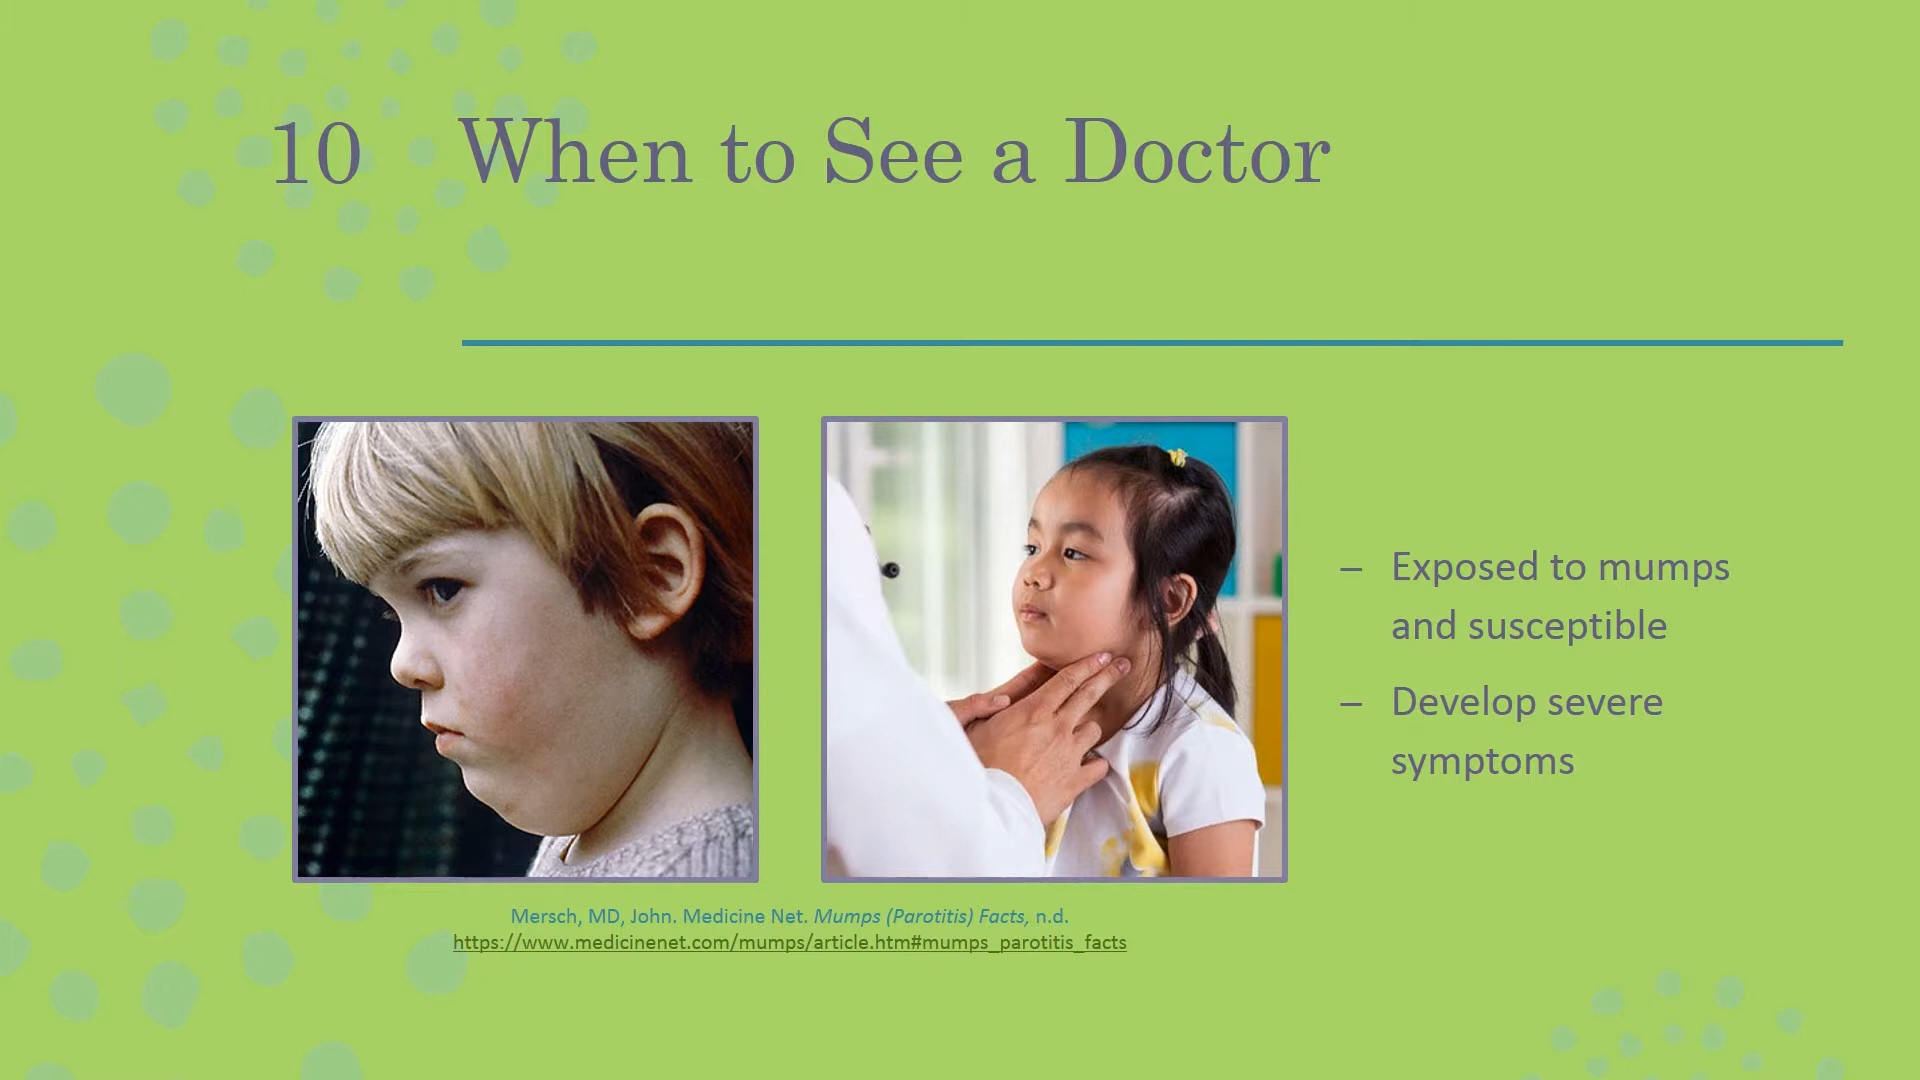 10 When to See a Doctor
– Exposed to mumps
and susceptible
– Develop severe
symptoms
Mersch, MD, John. Medicine Net. Mumps (Parotitis) Facts, n.d.
https://www.medicinenet.com/mumps/article.htm#mumps_parotitis_facts